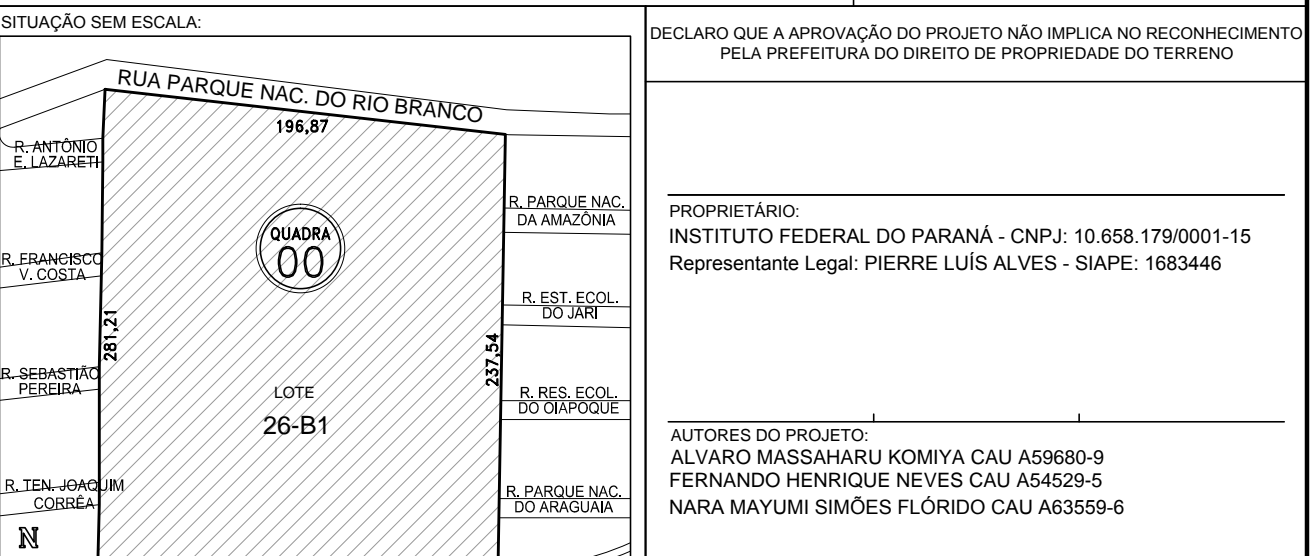 SITUAÇÃO SEM ESCALA:
RUA PARQUE NAC. DO RIO BRANCO
196,87
R. ANTÔNIO
E. LAZARETI
R. PARQUE NAC.
DA AMAZÔNIA
QUADRA
00
R. FRANCISCO
V. COSTA
R. EST. ECOL.
DO JARI
281,21
237,54
R. SEBASTIÃO
PEREIRA
LOTE
26-B1
R. RES. ECOL.
DO OIAPOQUE
R. TEN. JOAQUIM
CORRÊA
R. PARQUE NAC.
DO ARAGUAIA
N
DECLARO QUE A APROVAÇÃO DO PROJETO NÃO IMPLICA NO RECONHECIMENTO
PELA PREFEITURA DO DIREITO DE PROPRIEDADE DO TERRENO
PROPRIETÁRIO:
INSTITUTO FEDERAL DO PARANÁ - CNPJ: 10.658.179/0001-15
Representante Legal: PIERRE LUÍS ALVES - SIAPE: 1683446
AUTORES DO PROJETO:
ALVARO MASSAHARU KOMIYA CAU A59680-9
FERNANDO HENRIQUE NEVES CAU A54529-5
NARA MAYUMI SIMÕES FLÓRIDO CAU A63559-6